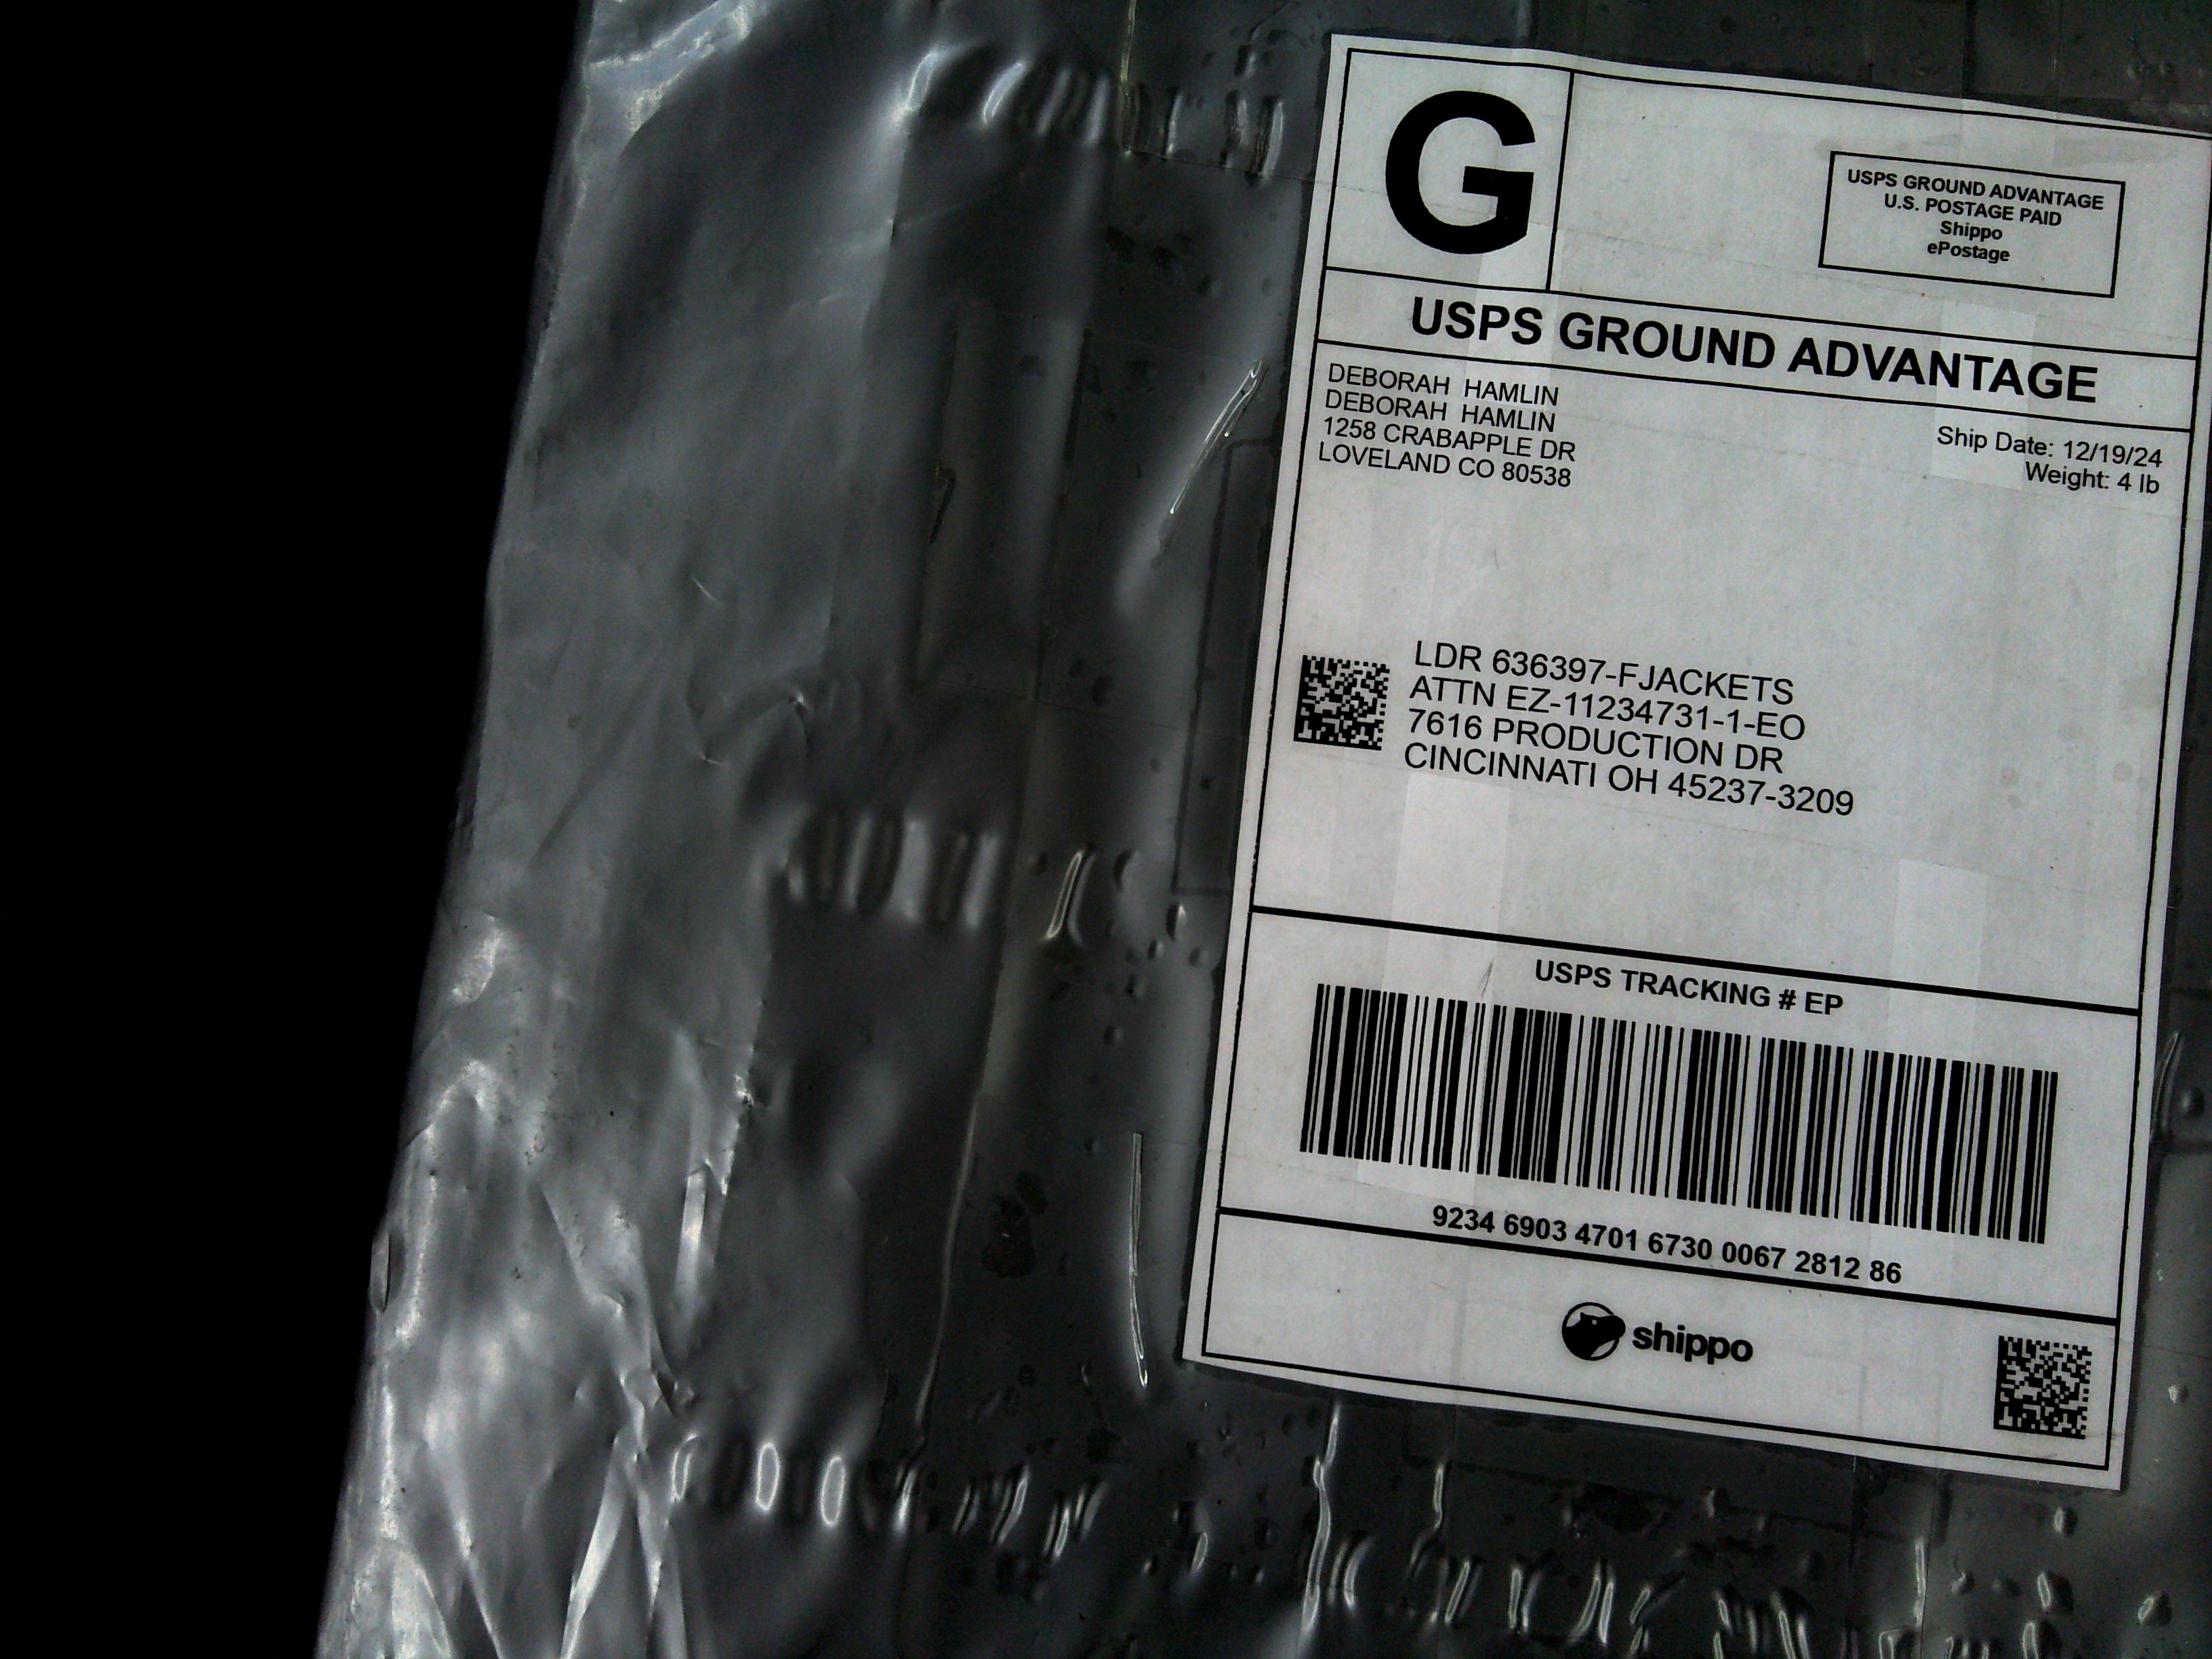 G
USPS GROUND ADVANTAGE
U.S. POSTAGE PAID
Shippo
ePostage
USPS GROUND ADVANTAGE
DEBORAH HAMLIN
DEBORAH HAMLIN
1258 CRABAPPLE DR
LOVELAND CO 80538
Ship Date: 12/19/24
Weight: 4 lb
LDR 636397-FJACKETS
ATTN EZ-11234731-1-EO
7616 PRODUCTION DR
CINCINNATI OH 45237-3209
USPS TRACKING # EP
9234 6903 4701 6730 0067 2812 86
shippo